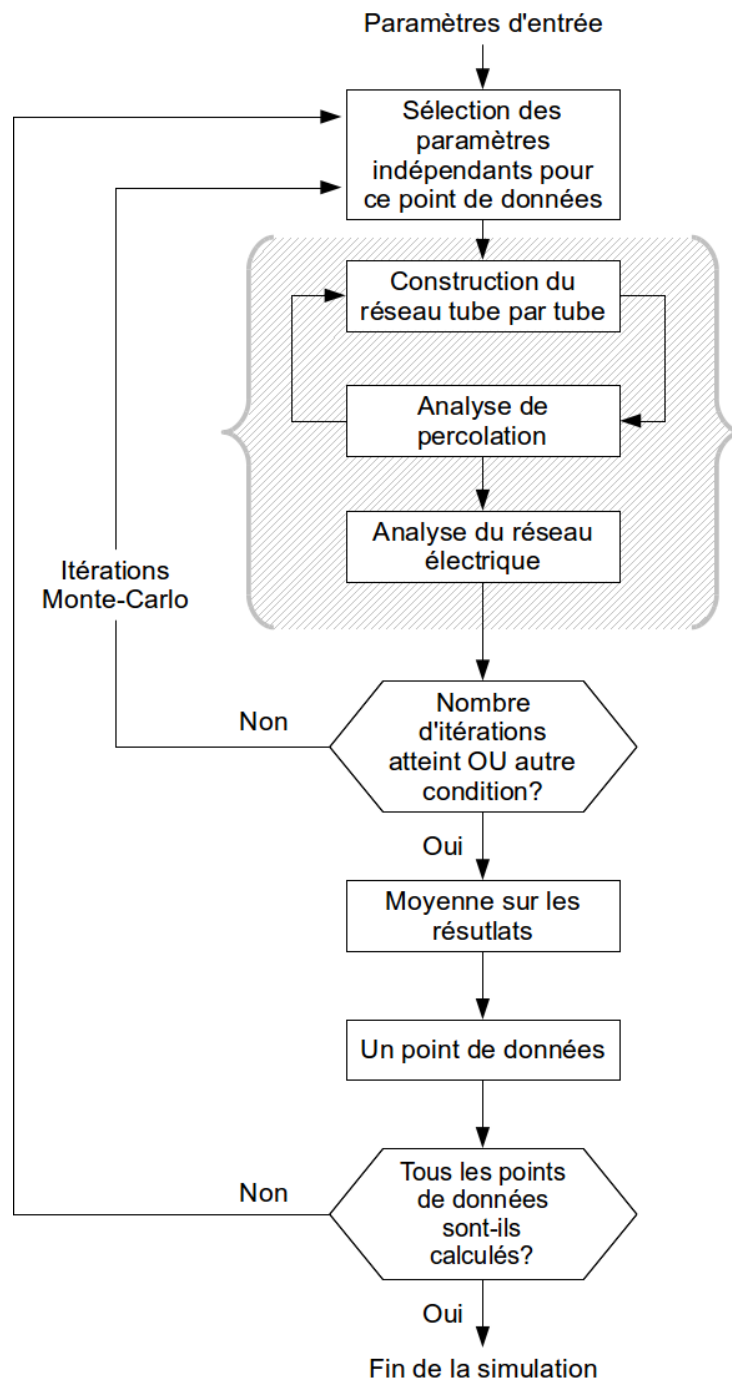 Paramètres d'entrée
Sélection des
paramètres
indépendants pour
ce point de données
Construction du
réseau tube par tube
Analyse de
percolation
Analyse du réseau
électrique
Itérations
Monte-Carlo
Nombre
d'itérations
atteint OU autre
condition?
Non
Oui
Moyenne sur les
résutlats
Un point de données
Tous les points
de données
sont-ils
calculés?
Non
Oui
Fin de la simulation